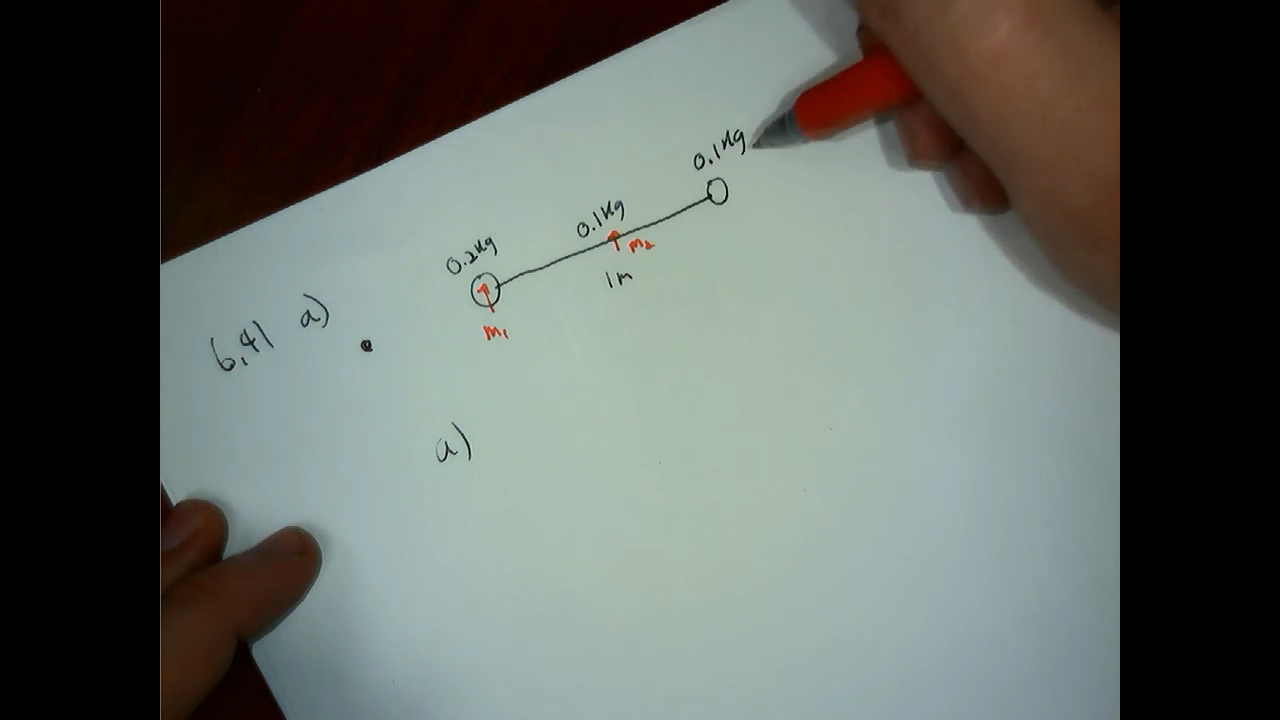 0.1Kg
0.1Kg
0.2Kg
m₂
1m
m₁
6,41 a)
a)